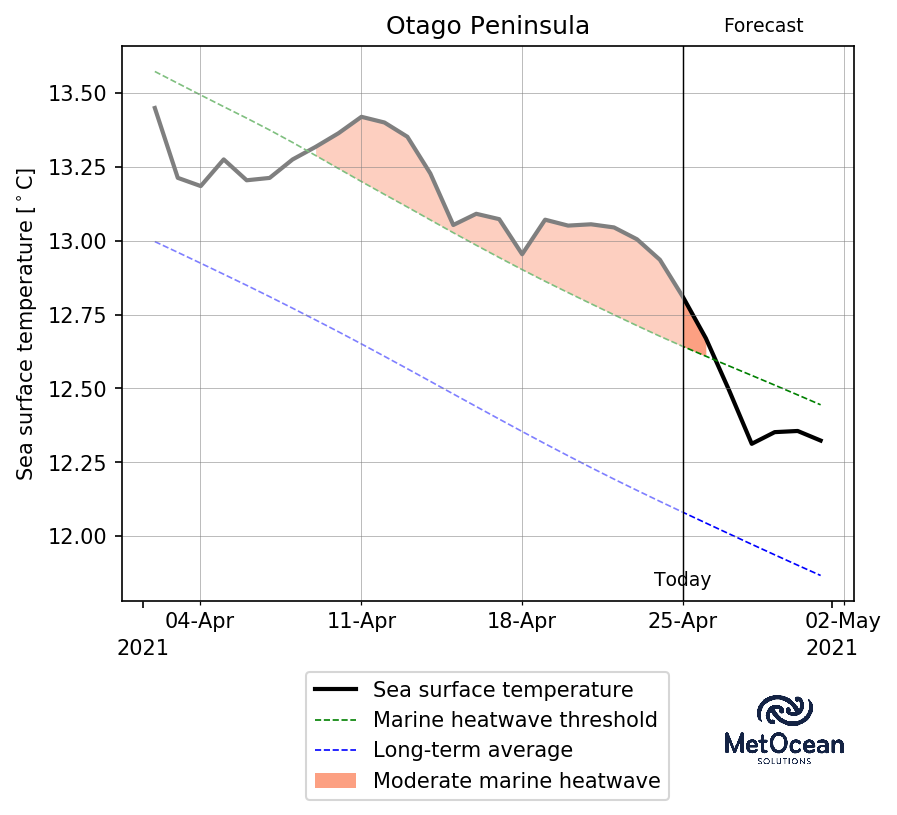 Otago Peninsula
Forecast
Sea surface temperature [˚C]
13.50
13.25
13.00
12.75
12.50
12.25
12.00
Today
04-Apr
11-Apr
18-Apr
25-Apr
02-May
2021
2021
Sea surface temperature
Marine heatwave threshold
Long-term average
Moderate marine heatwave
MetOcean
SOLUTIONS